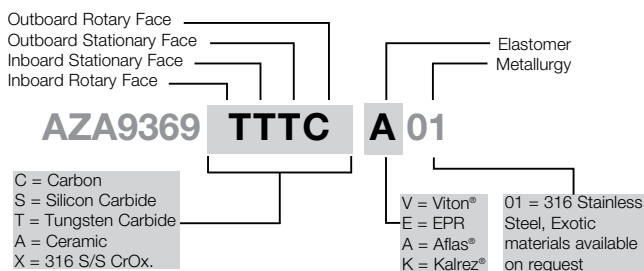 Outboard Rotary Face
Outboard Stationary Face
Inboard Stationary Face
Inboard Rotary Face
Elastomer
Metallurgy
AZA9369 TTTC A 01
C = Carbon
S = Silicon Carbide
T = Tungsten Carbide
A = Ceramic
X = 316 S/S CrOx.
V = Viton®
E = EPR
A = Aflas®
K = Kalrez®
01 = 316 Stainless
Steel, Exotic
materials available
on request